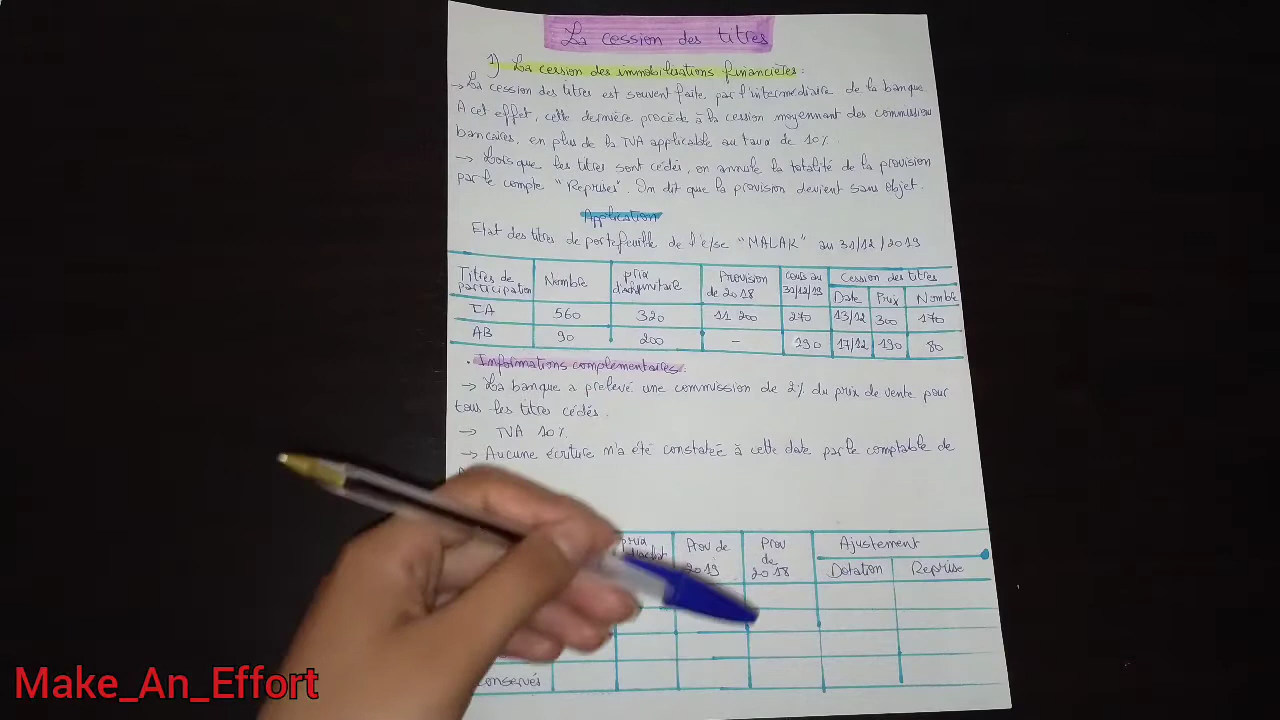 La cession des titres
1) La cession des immobilisations financières :
→ La cession des titres est souvent faite par l'intermédiaire de la banque
A cet effet, cette dernière procède à la cession moyennant des commission
bancaires, en plus de la TVA applicable au taux de 10%.
→ Lorsque les titres sont cédés, on annule la totalité de la provision
par le compte "Reprises". On dit que la provision devient sans objet.
Application
Etat des titres de portefeuille de l'e/se "MALAK" au 31/12/2019
Titres de participation Nombre prix d'acquisitaire Provision de 2018 cours au 31/12/19 Cession des titres
Date Prix Nombre
IA 560 320 11 200 270 13/12 300 170
AB 90 200 - 290 17/12 190 80
. Informations complementaires :
→ La banque a prelevé une commission de 2% du prix de vente pour
tous les titres cédés.
→ TVA 10%.
→ Aucune écriture n'a été constatée à cette date par le comptable de
prix Prov de 2019 Prov de 2018 Ajustement
Dotation Reprise
conservés
Make_An_Effort